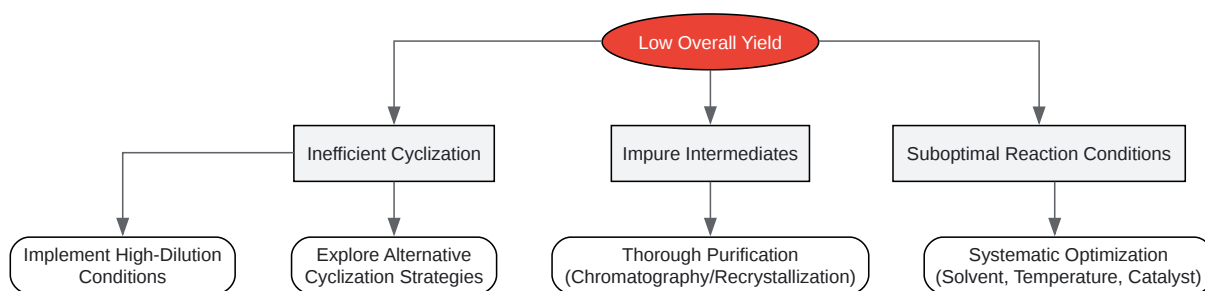 Low Overall Yield
Inefficient Cyclization
Impure Intermediates
Suboptimal Reaction Conditions
Implement High-Dilution
Conditions
Explore Alternative
Cyclization Strategies
Thorough Purification
(Chromatography/Recrystallization)
Systematic Optimization
(Solvent, Temperature, Catalyst)